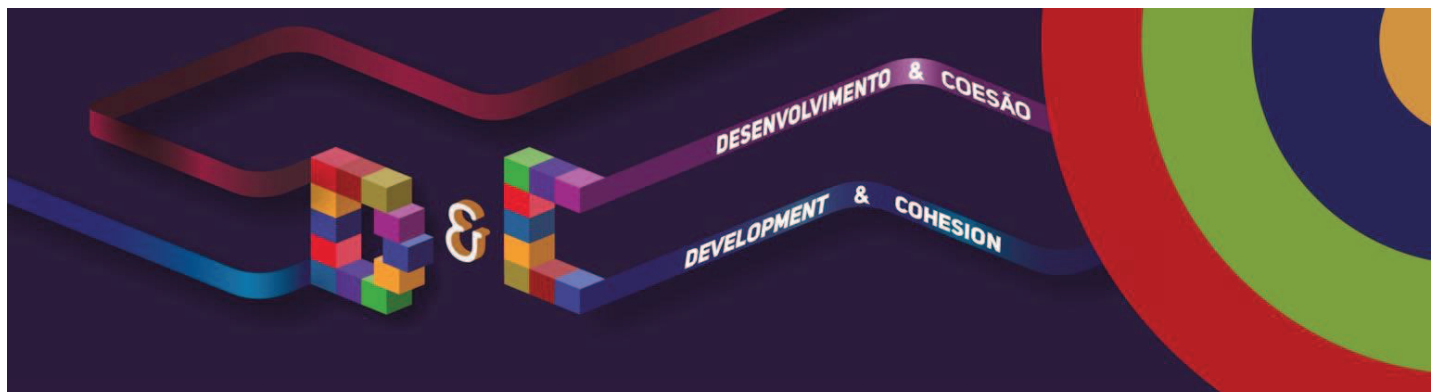 D & C
DESENVOLVIMENTO & COESÃO
DEVELOPMENT & COHESION